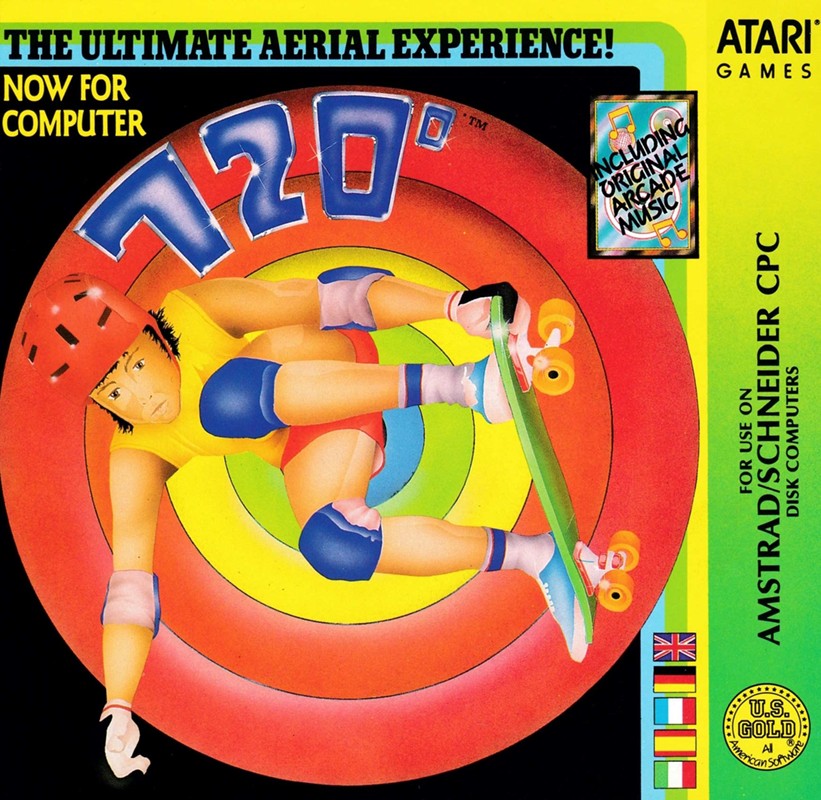 THE ULTIMATE AERIAL EXPERIENCE!
NOW FOR
COMPUTER
720° ™
INCLUDING
ORIGINAL
ARCADE
MUSIC
ATARI®
GAMES
FOR USE ON
AMSTRAD/SCHNEIDER CPC
DISK COMPUTERS
U.S.
GOLD®
All
American Software